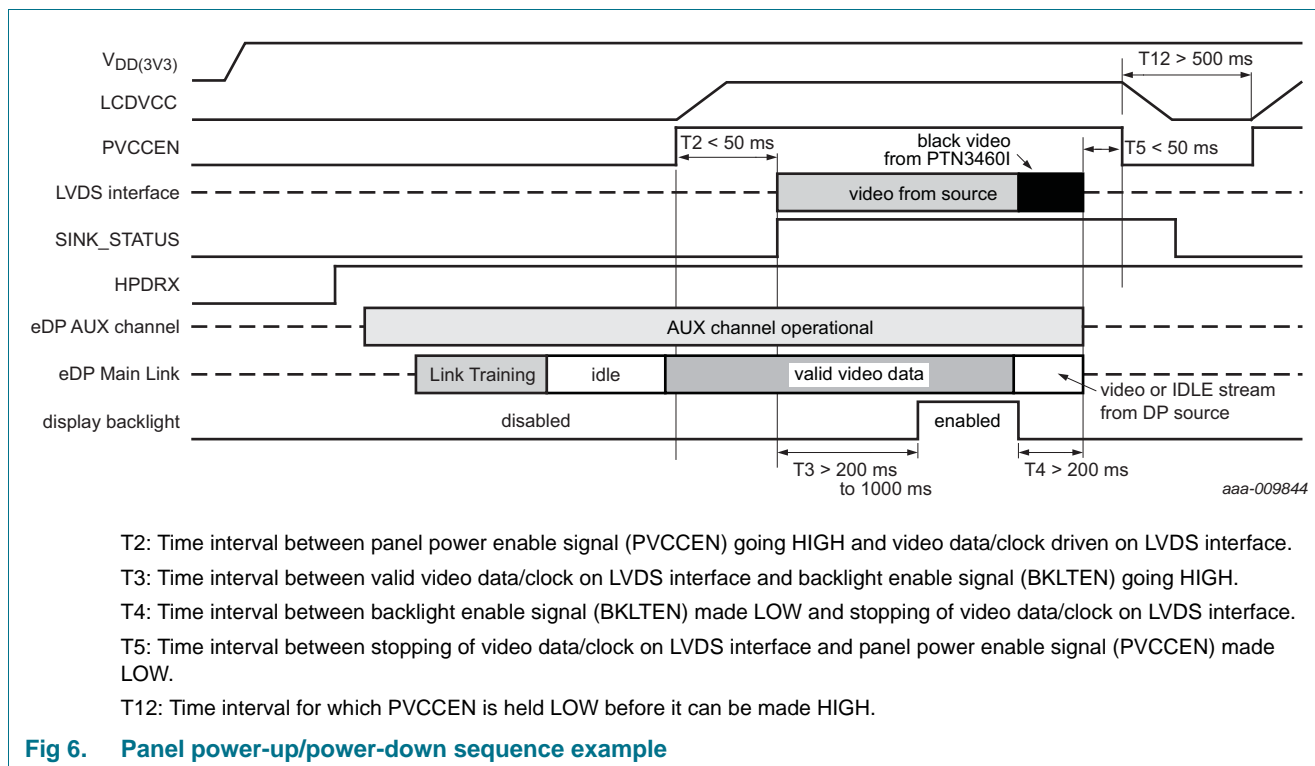 VDD(3V3)
T12 > 500 ms
LCDVCC
PVCCEN
T2 < 50 ms
black video
from PTN3460I
T5 < 50 ms
LVDS interface
video from source
SINK_STATUS
HPDRX
eDP AUX channel
AUX channel operational
eDP Main Link
Link Training
idle
valid video data
video or IDLE stream
from DP source
display backlight
disabled
enabled
T3 > 200 ms
to 1000 ms
T4 > 200 ms
aaa-009844
T2: Time interval between panel power enable signal (PVCCEN) going HIGH and video data/clock driven on LVDS interface.
T3: Time interval between valid video data/clock on LVDS interface and backlight enable signal (BKLTEN) going HIGH.
T4: Time interval between backlight enable signal (BKLTEN) made LOW and stopping of video data/clock on LVDS interface.
T5: Time interval between stopping of video data/clock on LVDS interface and panel power enable signal (PVCCEN) made
LOW.
T12: Time interval for which PVCCEN is held LOW before it can be made HIGH.
Fig 6. Panel power-up/power-down sequence example